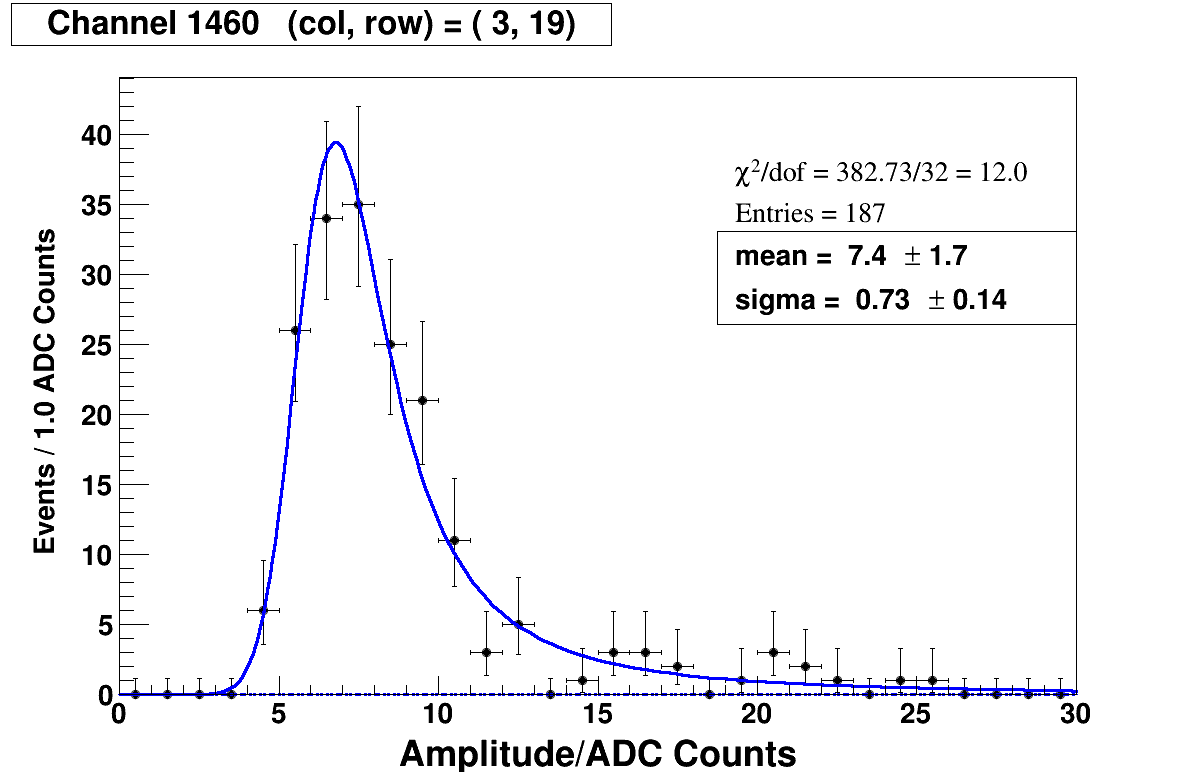 Channel 1460 (col, row) = ( 3, 19)
40
35
30
25
20
15
10
5
0
Events / 1.0 ADC Counts
χ²/dof = 382.73/32 = 12.0
Entries = 187
mean = 7.4 ± 1.7
sigma = 0.73 ± 0.14
0 5 10 15 20 25 30
Amplitude/ADC Counts